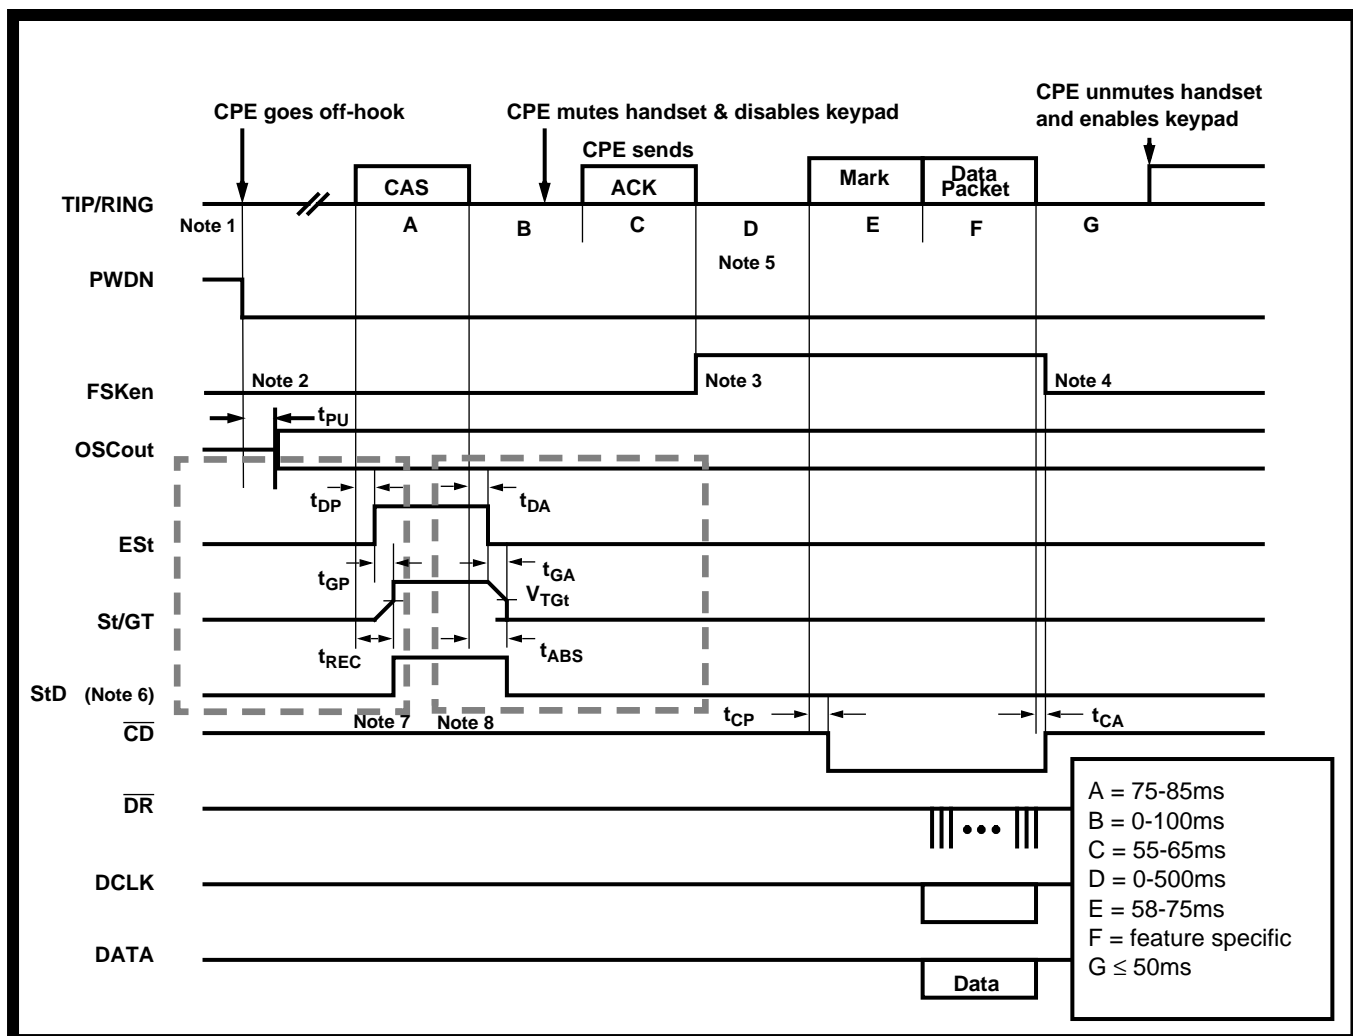 CPE goes off-hook
CPE mutes handset & disables keypad
CPE unmutes handset
and enables keypad
CPE sends
CAS
ACK
Mark
Data
Packet
TIP/RING
Note 1
A
B
C
D
E
F
G
Note 5
PWDN
FSKen
Note 2
Note 3
Note 4
tPU
OSCout
tDP
tDA
ESt
tGP
tGA
VTGt
St/GT
tREC
tABS
StD (Note 6)
Note 7
Note 8
tCP
tCA
CD
DR
DCLK
DATA
Data
A = 75-85ms
B = 0-100ms
C = 55-65ms
D = 0-500ms
E = 58-75ms
F = feature specific
G ≤ 50ms